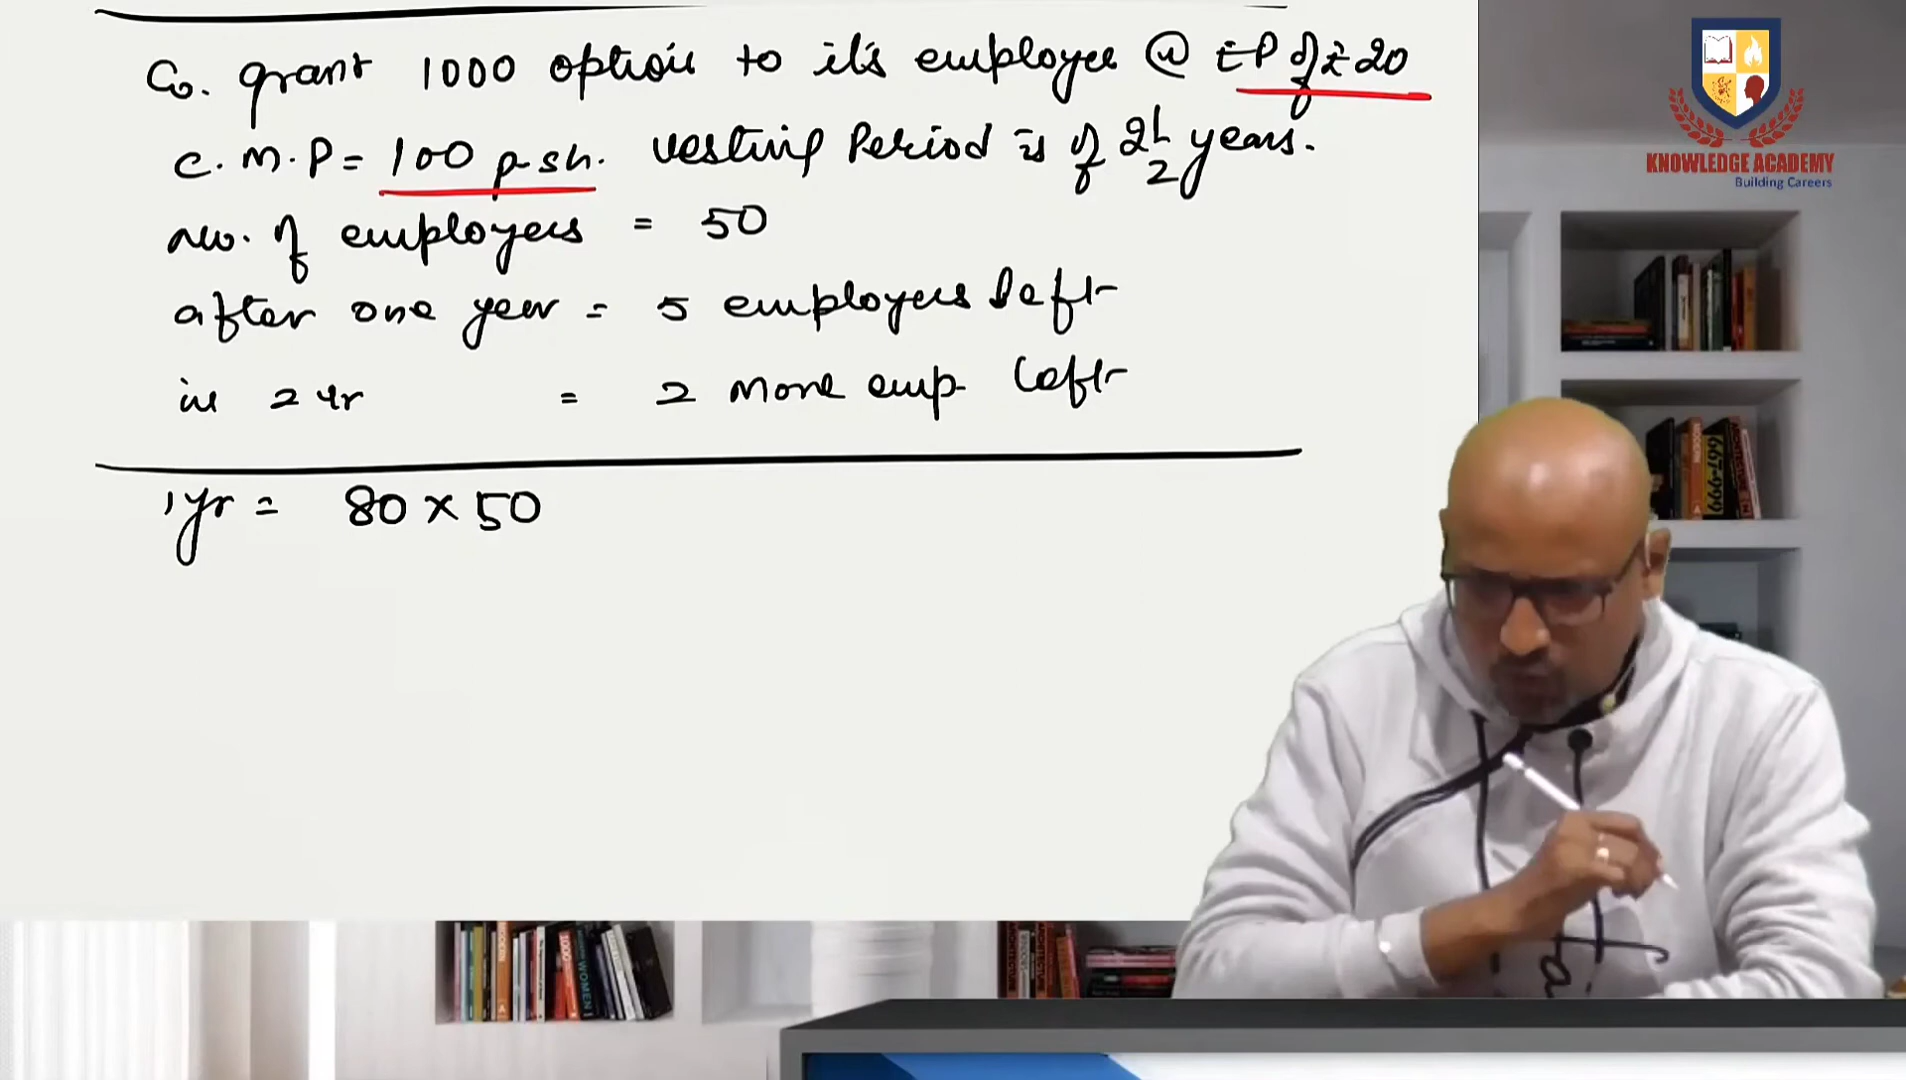 Co. grant 1000 option to it's employee @ EP of ₹ 20
C.M.P = 100 p.sh. vesting Period is of 2 1/2 years.
no. of employees = 50
after one year = 5 employees left
in 2 yr = 2 more emp. left
1yr = 80 × 50
KNOWLEDGE ACADEMY
Building Careers